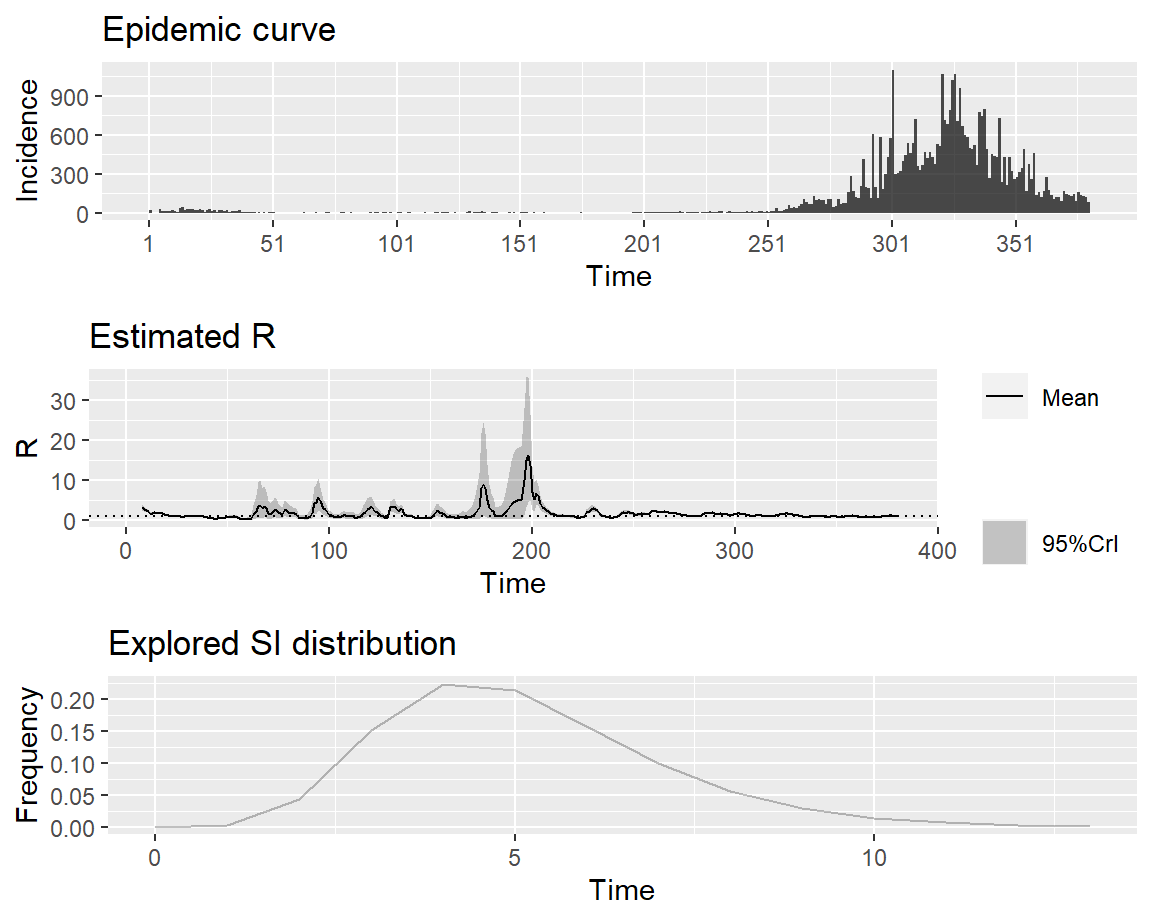 Epidemic curve
Incidence
900
600
300
0
1 51 101 151 201 251 301 351
Time
Estimated R
R
30
20
10
0
0 100 200 300 400
Time
Mean
95%CrI
Explored SI distribution
Frequency
0.20
0.15
0.10
0.05
0.00
0 5 10
Time